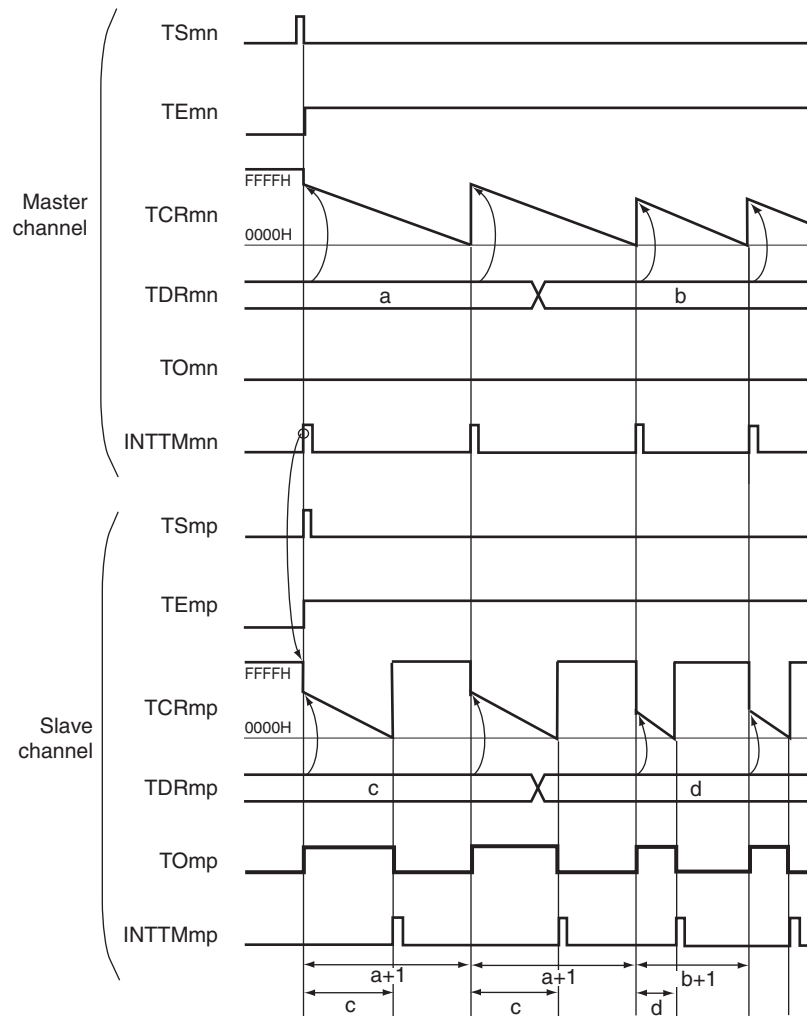 TSmn
TEmn
FFFFH
Master
channel
TCRmn
0000H
TDRmn
a
b
TOmn
INTTMmn
TSmp
TEmp
FFFFH
Slave
channel
TCRmp
0000H
TDRmp
c
d
TOmp
INTTMmp
a+1
a+1
b+1
c
c
d